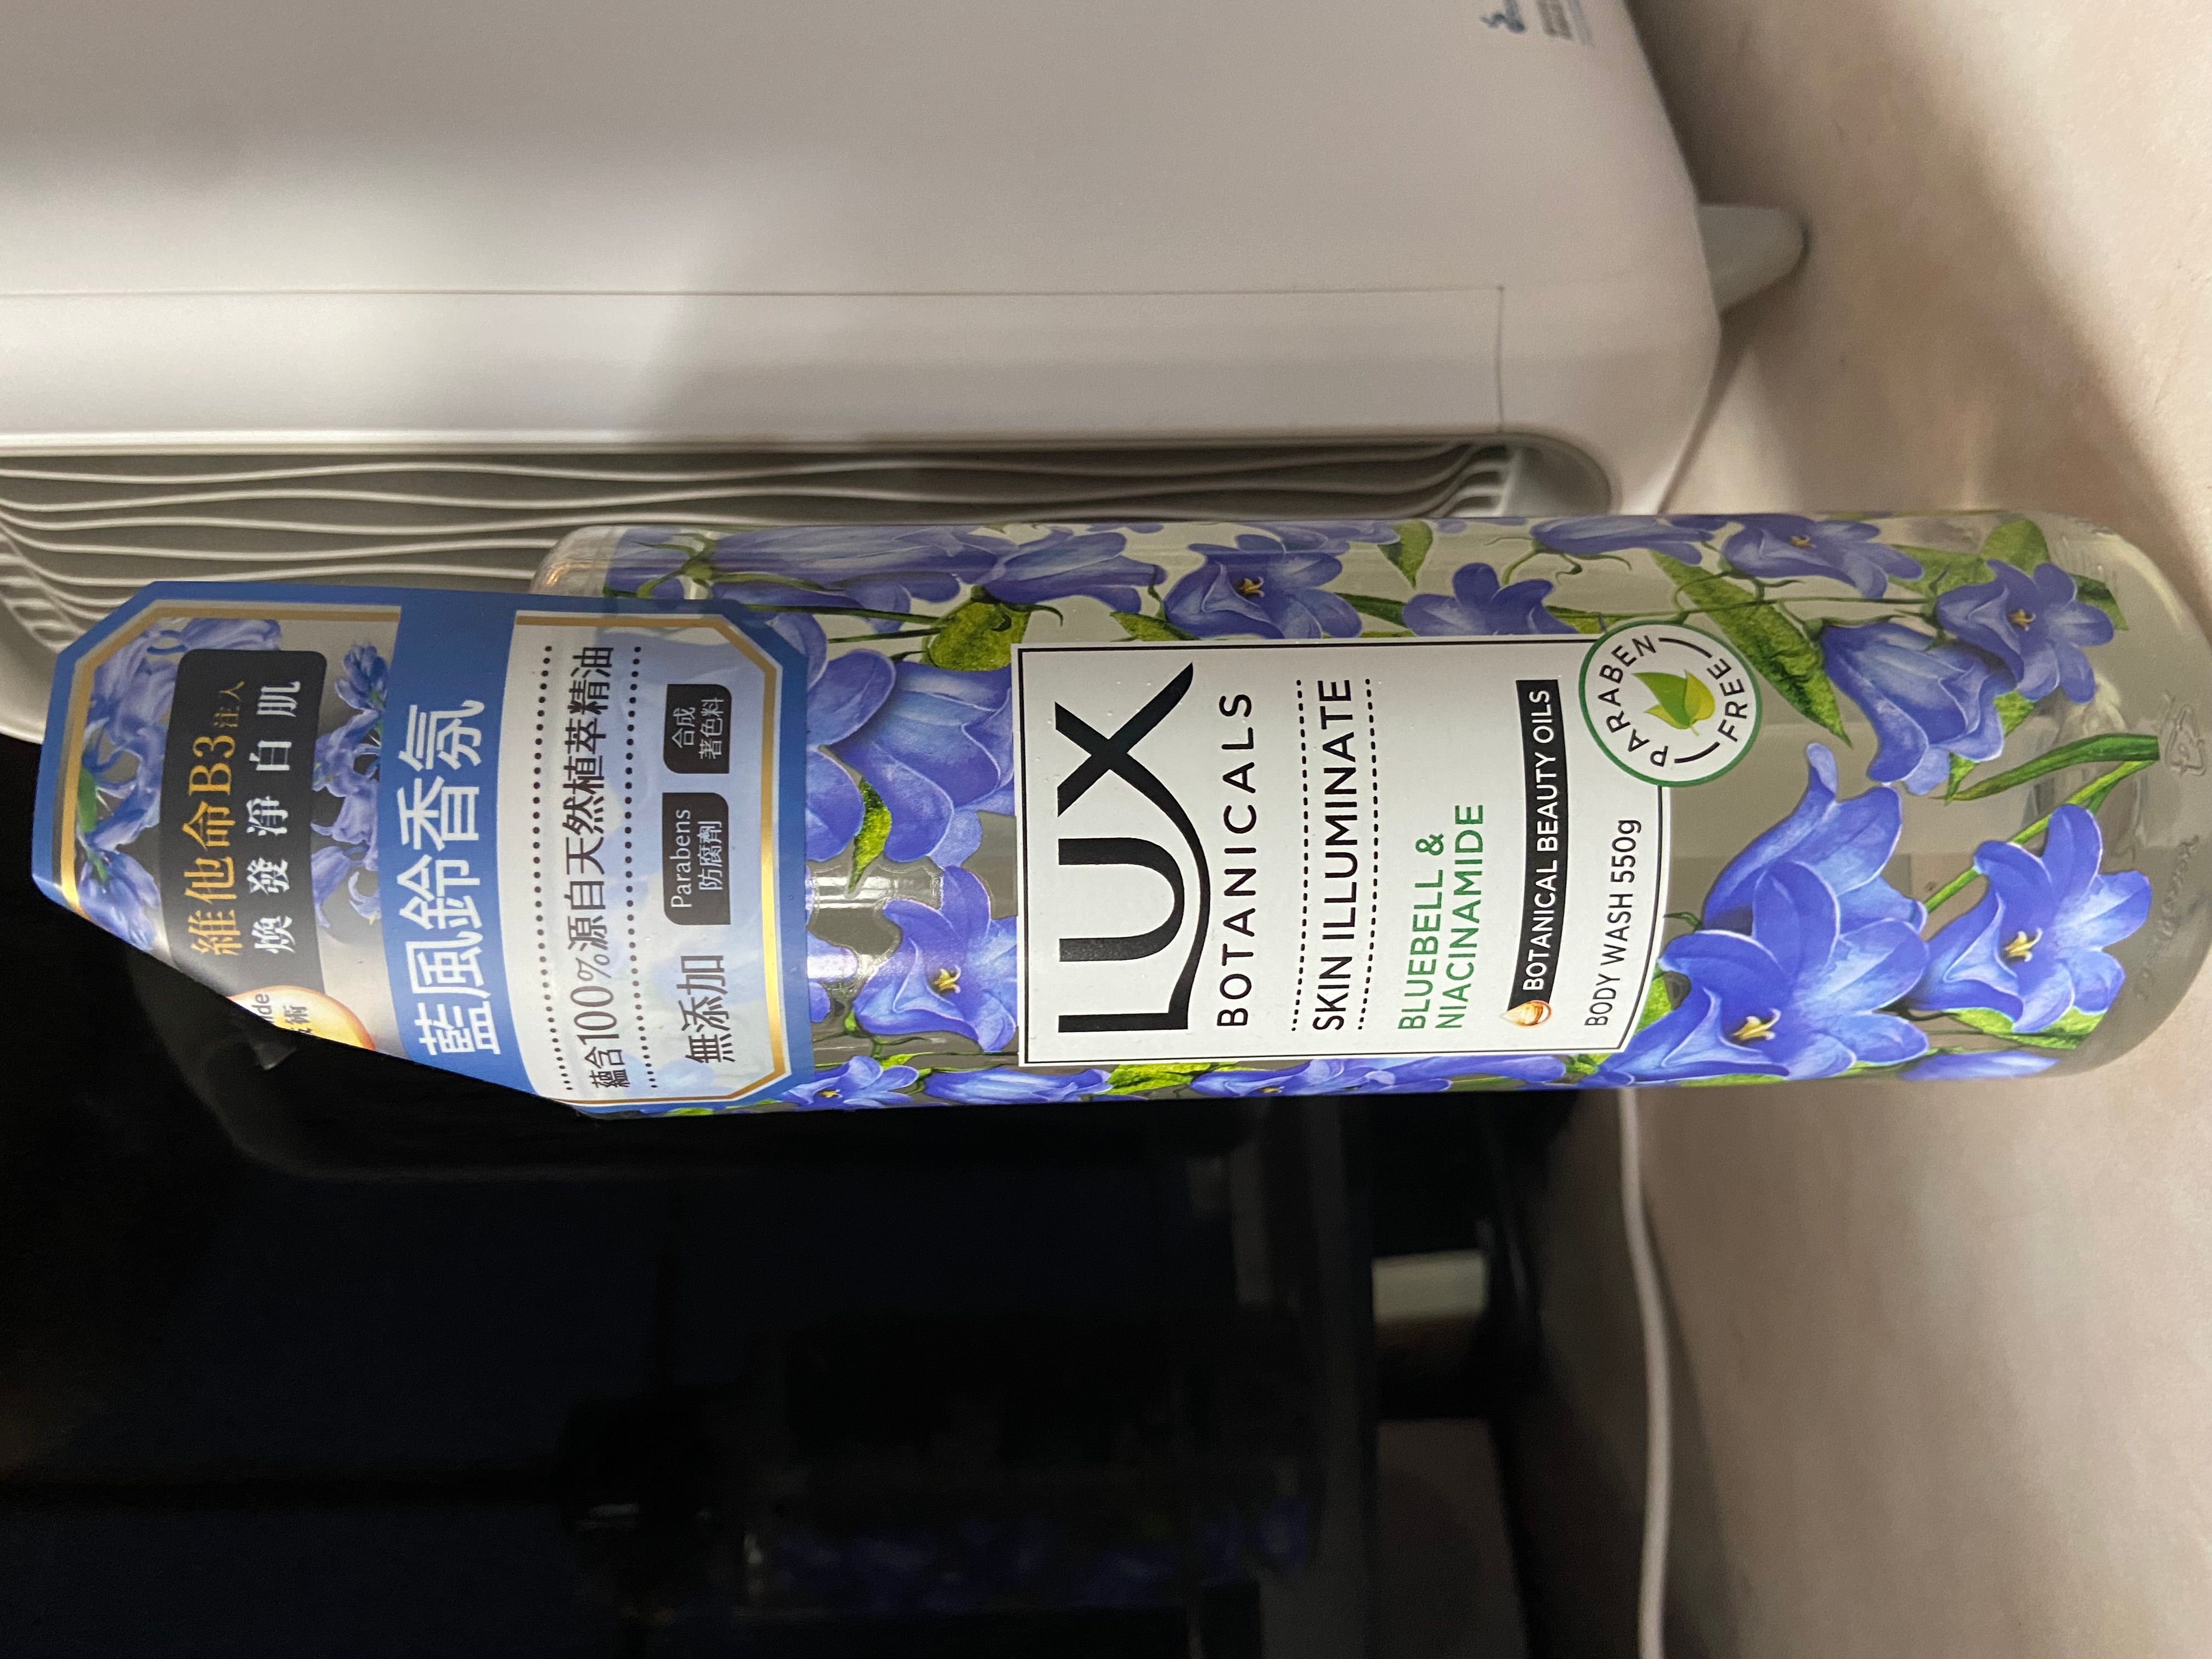 維他命B3注入
煥發淨白肌
藍風鈴香氛
蘊含100%源自天然植萃精油
無添加
Parabens
防腐劑
合成
著色料
LUX
BOTANICALS
SKIN ILLUMINATE
BLUEBELL &
NIACINAMIDE
BOTANICAL BEAUTY OILS
BODY WASH 550g
PARABEN
FREE